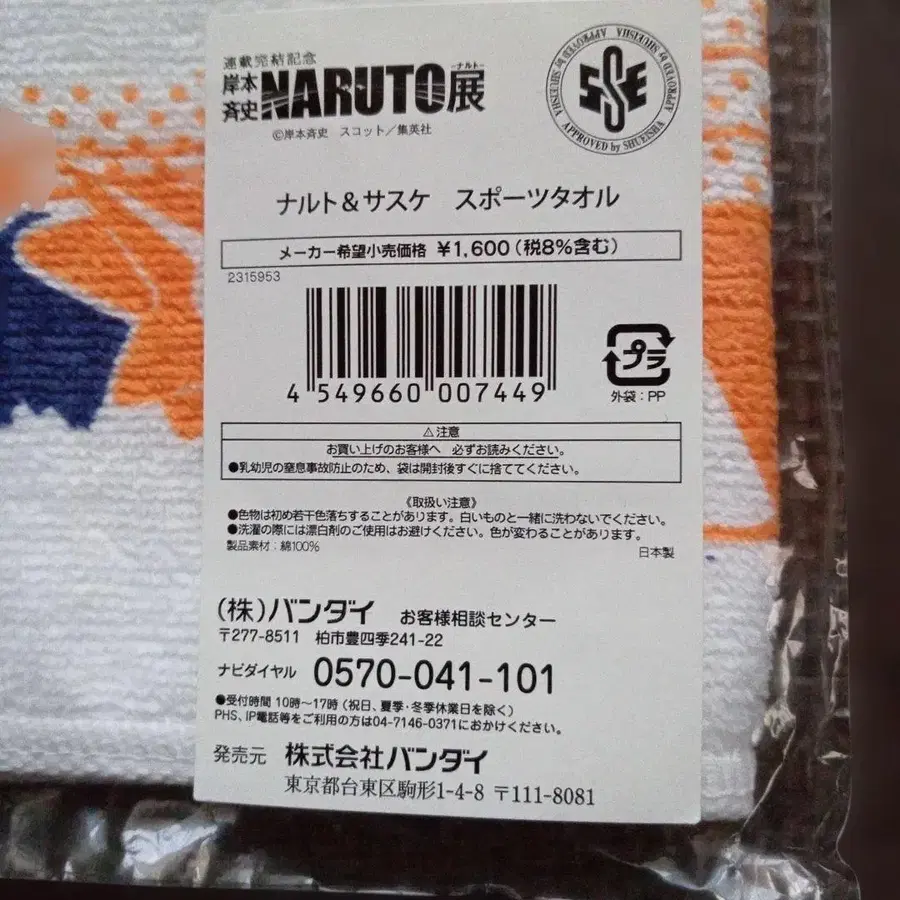 連載完結記念
岸本斉史 NARUTO―ナルト―展
©岸本斉史 スコット/集英社
APPROVED by SHUEISHA APPROVED by SHUEISHA APPROVED by SHUEISHA
SSE
ナルト&サスケ スポーツタオル
メーカー希望小売価格 ¥1,600(税8%含む)
2315953
4 549660 007449
プラ
外袋:PP
⚠注意
お買い上げのお客様へ 必ずお読みください。
●乳幼児の窒息事故防止のため、袋は開封後すぐに捨ててください。
《取扱い注意》
●色物は初め若干色落ちすることがあります。白いものと一緒に洗わないでください。
●洗濯の際には漂白剤のご使用はお避けください。色が変わることがあります。
製品素材:綿100% 日本製
(株)バンダイ お客様相談センター
〒277-8511 柏市豊四季241-22
ナビダイヤル 0570-041-101
●受付時間 10時~17時(祝日、夏季・冬季休業日を除く)
PHS、IP電話等をご利用の方は04-7146-0371におかけください。
発売元 株式会社バンダイ
東京都台東区駒形1-4-8 〒111-8081